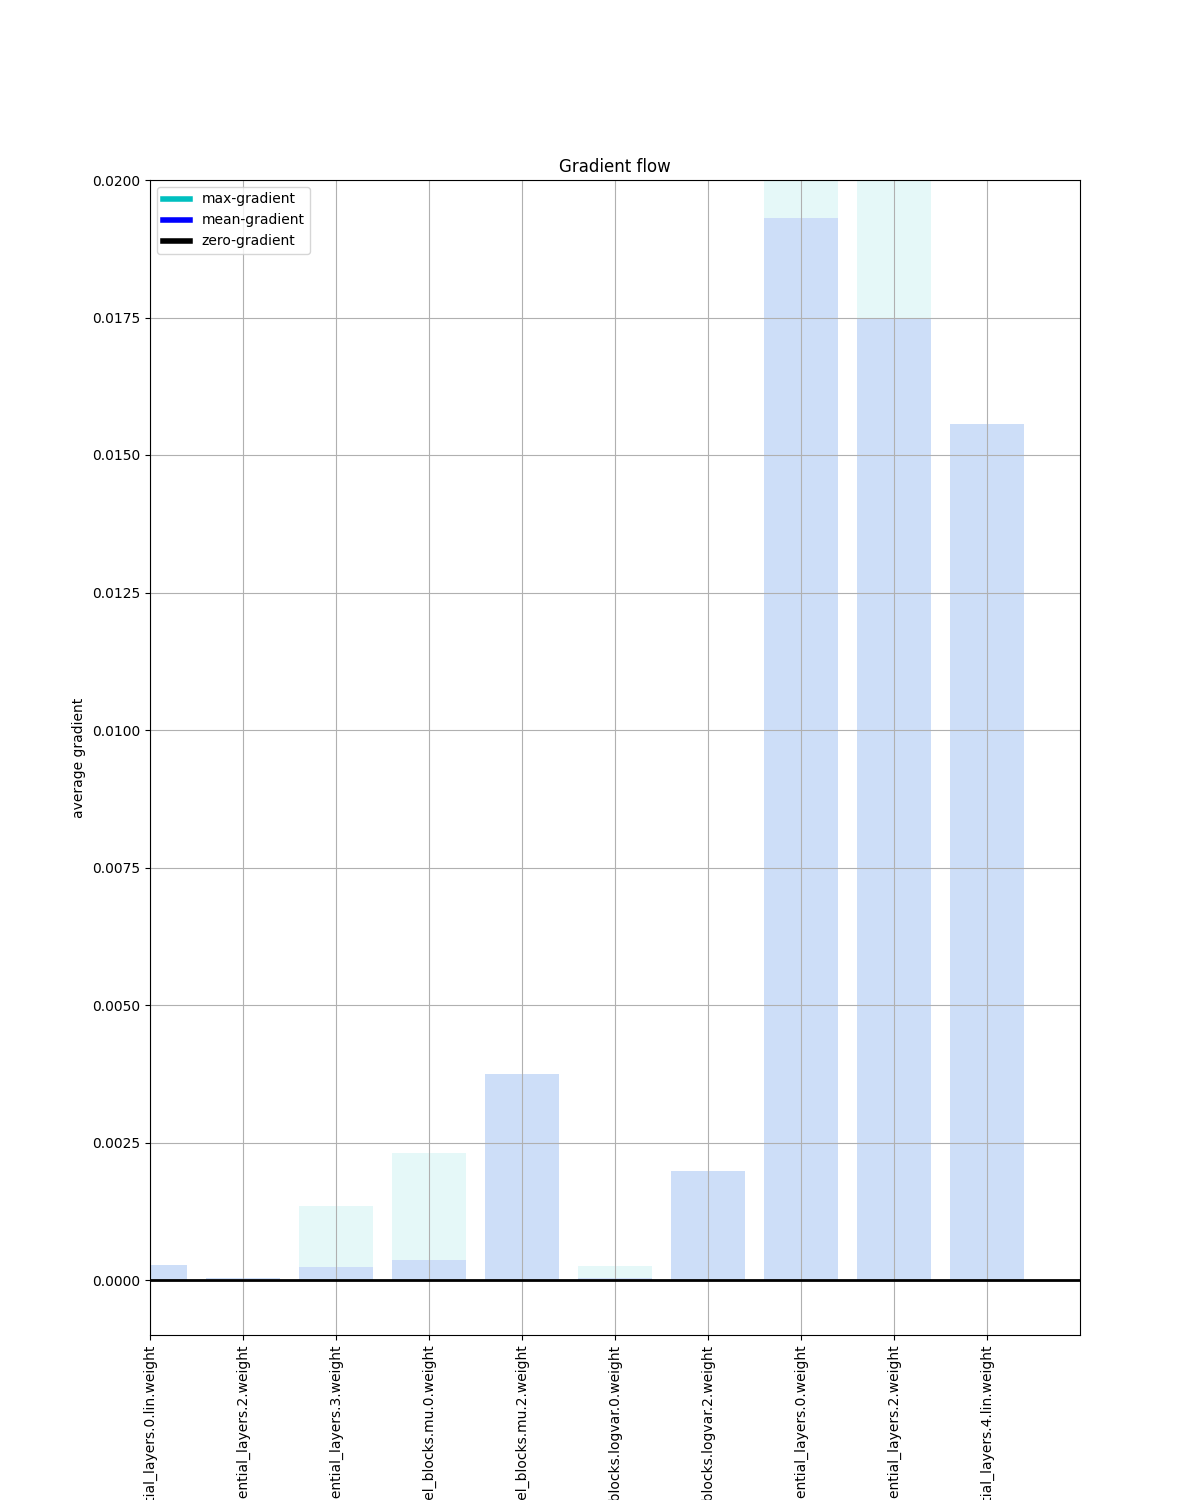 Gradient flow
max-gradient
mean-gradient
zero-gradient
0.0200
0.0175
0.0150
0.0125
0.0100
0.0075
0.0050
0.0025
0.0000
average gradient
tial_layers.0.lin.weight
ential_layers.2.weight
ential_layers.3.weight
el_blocks.mu.0.weight
el_blocks.mu.2.weight
blocks.logvar.0.weight
blocks.logvar.2.weight
ential_layers.0.weight
ential_layers.2.weight
tial_layers.4.lin.weight